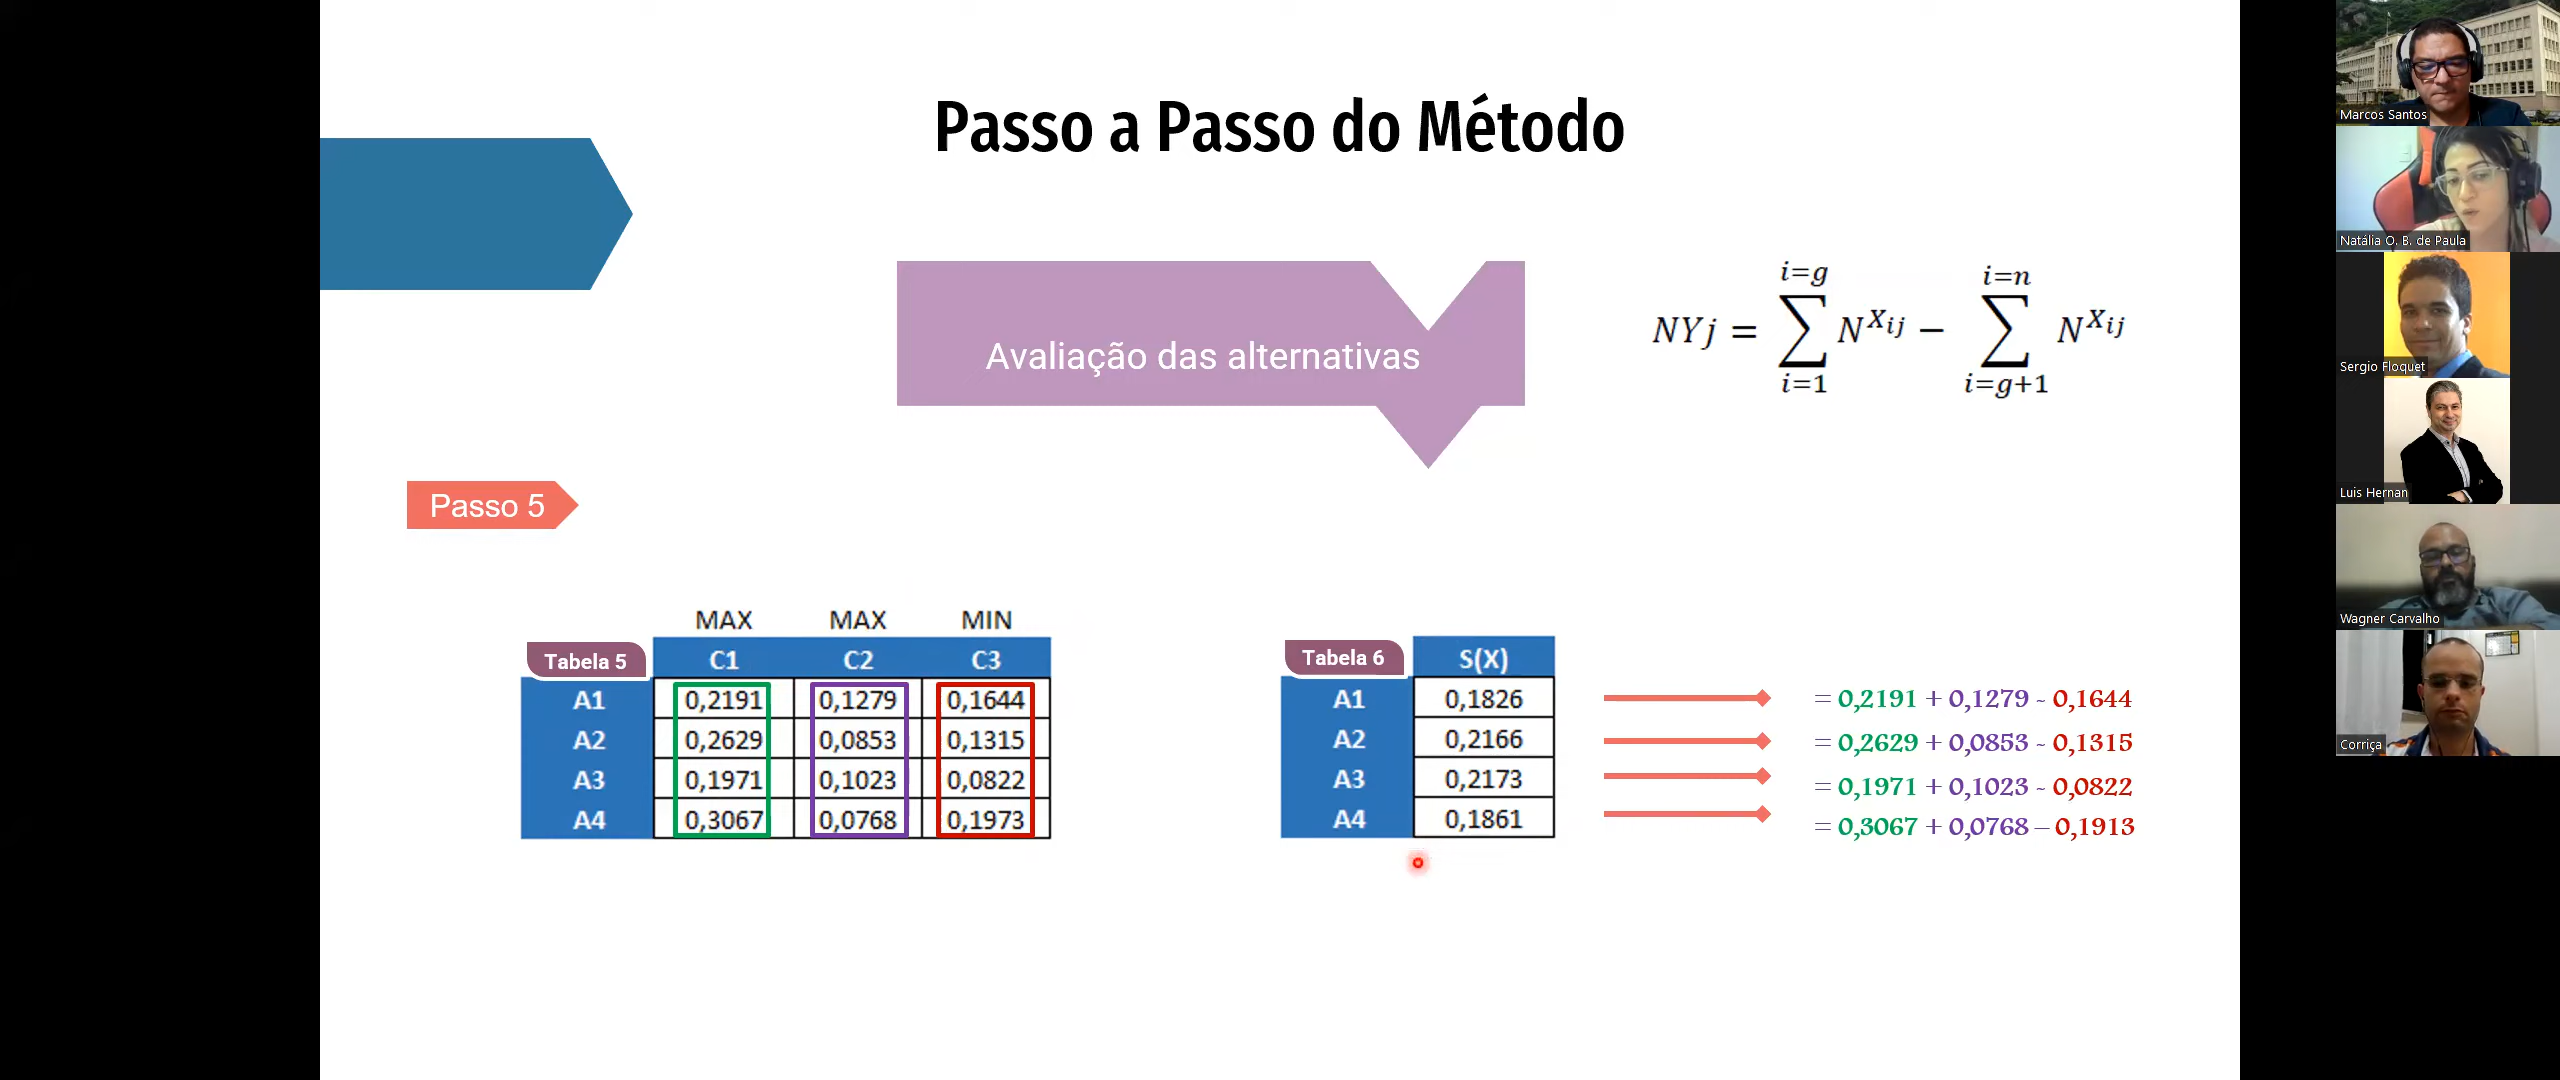 Passo a Passo do Método
Avaliação das alternativas
NYj = ∑ i=1 i=g N^Xij − ∑ i=g+1 i=n N^Xij
Passo 5
MAX MAX MIN
Tabela 5 C1 C2 C3
A1 0,2191 0,1279 0,1644
A2 0,2629 0,0853 0,1315
A3 0,1971 0,1023 0,0822
A4 0,3067 0,0768 0,1973
Tabela 6 S(X)
A1 0,1826
A2 0,2166
A3 0,2173
A4 0,1861
= 0,2191 + 0,1279 - 0,1644
= 0,2629 + 0,0853 - 0,1315
= 0,1971 + 0,1023 - 0,0822
= 0,3067 + 0,0768 – 0,1913
Marcos Santos
Natália O. B. de Paula
Sergio Floquet
Luis Hernan
Wagner Carvalho
Corriça